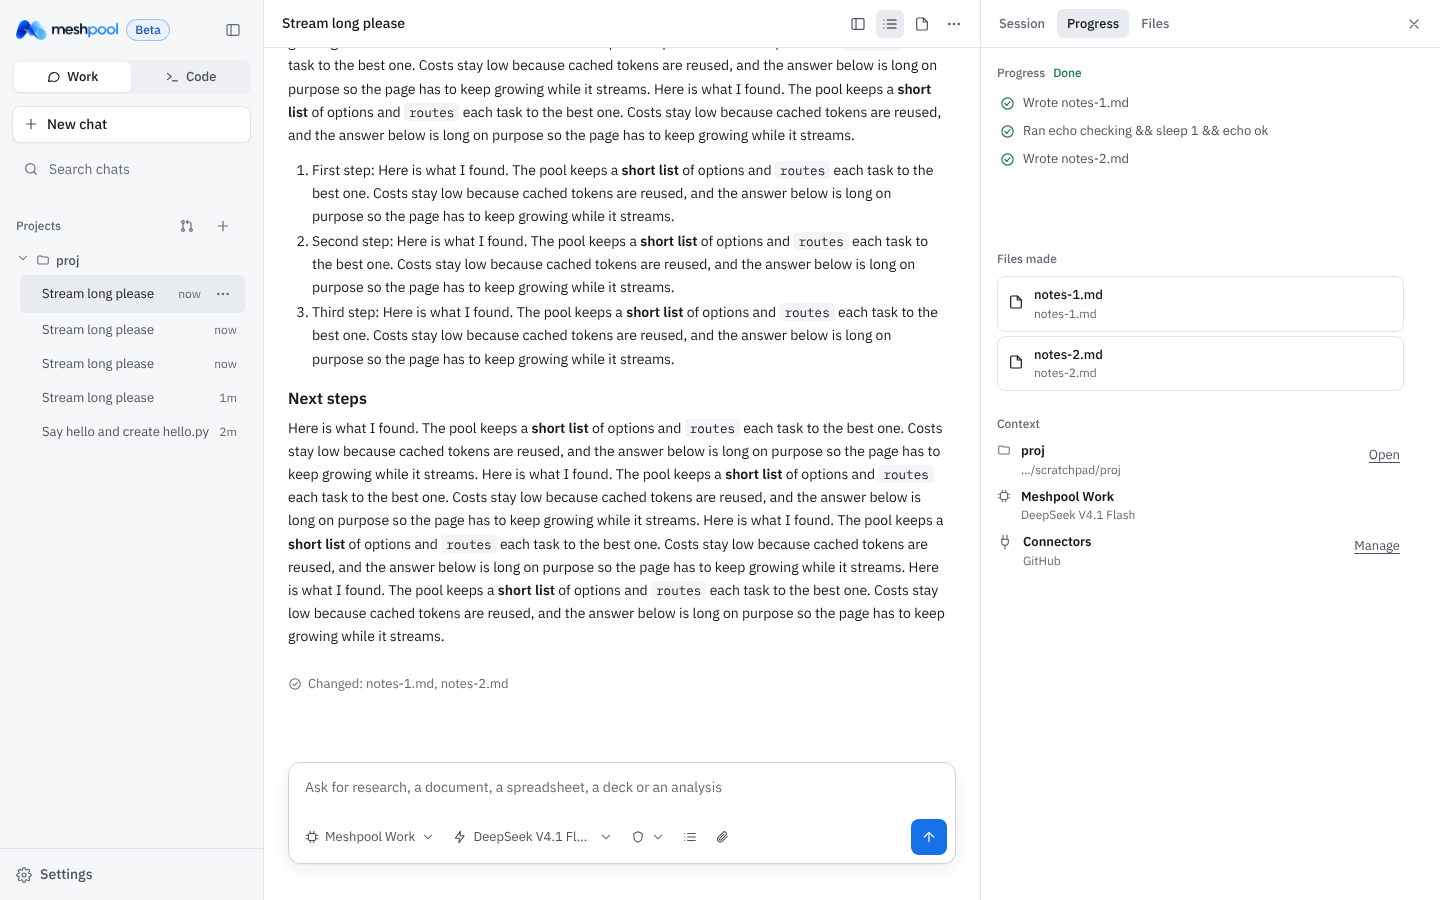 meshpool Beta
Work Code
New chat
Search chats
Projects
proj
Stream long please now
Stream long please now
Stream long please now
Stream long please 1m
Say hello and create hello.py 2m
Settings
Stream long please
task to the best one. Costs stay low because cached tokens are reused, and the answer below is long on
purpose so the page has to keep growing while it streams. Here is what I found. The pool keeps a short
list of options and routes each task to the best one. Costs stay low because cached tokens are reused,
and the answer below is long on purpose so the page has to keep growing while it streams.
1. First step: Here is what I found. The pool keeps a short list of options and routes each task to the
best one. Costs stay low because cached tokens are reused, and the answer below is long on
purpose so the page has to keep growing while it streams.
2. Second step: Here is what I found. The pool keeps a short list of options and routes each task to
the best one. Costs stay low because cached tokens are reused, and the answer below is long on
purpose so the page has to keep growing while it streams.
3. Third step: Here is what I found. The pool keeps a short list of options and routes each task to the
best one. Costs stay low because cached tokens are reused, and the answer below is long on
purpose so the page has to keep growing while it streams.
Next steps
Here is what I found. The pool keeps a short list of options and routes each task to the best one. Costs
stay low because cached tokens are reused, and the answer below is long on purpose so the page has to
keep growing while it streams. Here is what I found. The pool keeps a short list of options and routes
each task to the best one. Costs stay low because cached tokens are reused, and the answer below is
long on purpose so the page has to keep growing while it streams. Here is what I found. The pool keeps a
short list of options and routes each task to the best one. Costs stay low because cached tokens are
reused, and the answer below is long on purpose so the page has to keep growing while it streams. Here
is what I found. The pool keeps a short list of options and routes each task to the best one. Costs stay
low because cached tokens are reused, and the answer below is long on purpose so the page has to keep
growing while it streams.
Changed: notes-1.md, notes-2.md
Ask for research, a document, a spreadsheet, a deck or an analysis
Meshpool Work DeepSeek V4.1 Fl...
Session Progress Files
Progress Done
Wrote notes-1.md
Ran echo checking && sleep 1 && echo ok
Wrote notes-2.md
Files made
notes-1.md
notes-1.md
notes-2.md
notes-2.md
Context
proj
.../scratchpad/proj
Open
Meshpool Work
DeepSeek V4.1 Flash
Connectors
GitHub
Manage